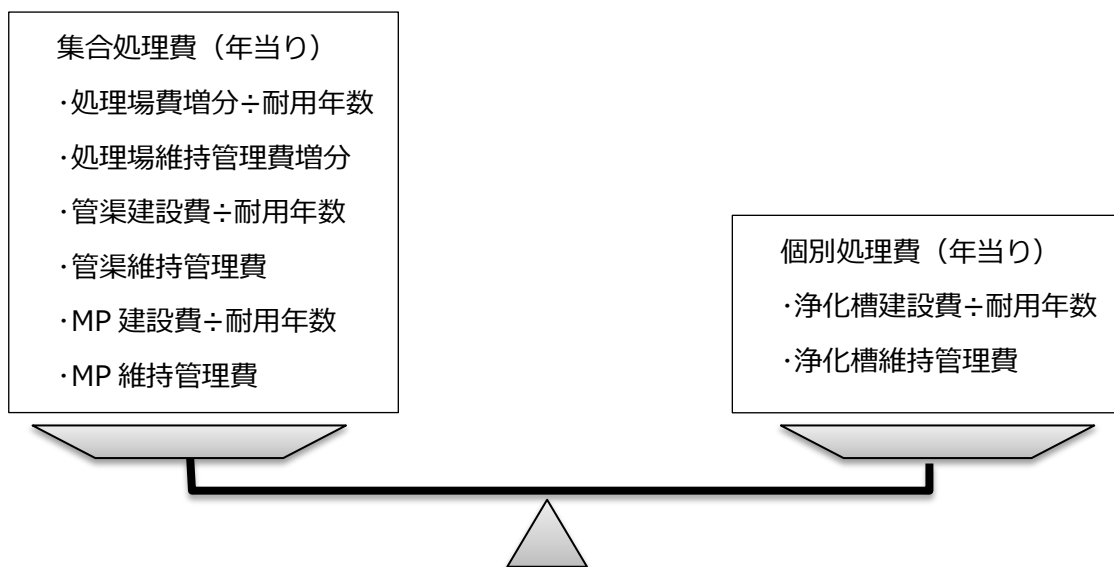 集合処理費（年当り）
・処理場費増分÷耐用年数
・処理場維持管理費増分
・管渠建設費÷耐用年数
・管渠維持管理費
・MP 建設費÷耐用年数
・MP 維持管理費
個別処理費（年当り）
・浄化槽建設費÷耐用年数
・浄化槽維持管理費